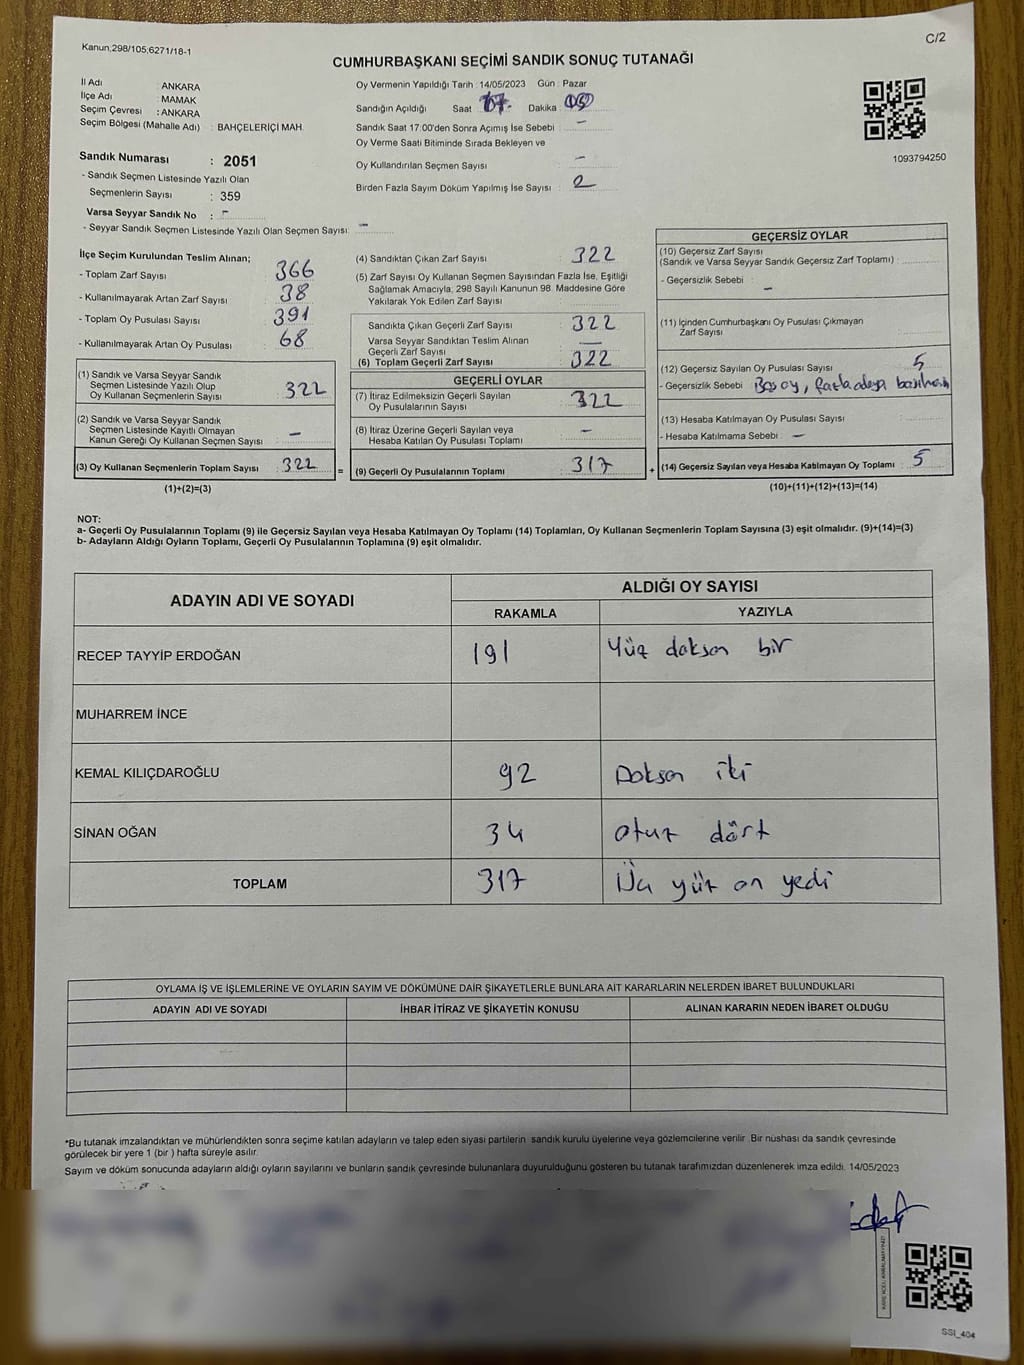 Kanun,298/105,6271/18-1
C/2
CUMHURBAŞKANI SEÇİMİ SANDIK SONUÇ TUTANAĞI
İl Adı : ANKARA
İlçe Adı : MAMAK
Seçim Çevresi : ANKARA
Seçim Bölgesi (Mahalle Adı) : BAHÇELERİÇİ MAH.
Sandık Numarası : 2051
- Sandık Seçmen Listesinde Yazılı Olan
Seçmenlerin Sayısı : 359
Varsa Seyyar Sandık No : -
- Seyyar Sandık Seçmen Listesinde Yazılı Olan Seçmen Sayısı: -
Oy Vermenin Yapıldığı Tarih : 14/05/2023 Gün : Pazar
Sandığın Açıldığı Saat 17. Dakika
Sandık Saat 17:00'den Sonra Açımış İse Sebebi : -
Oy Verme Saati Bitiminde Sırada Bekleyen ve
Oy Kullandırılan Seçmen Sayısı : -
Birden Fazla Sayım Döküm Yapılmış İse Sayısı : 2
1093794250
İlçe Seçim Kurulundan Teslim Alınan;
- Toplam Zarf Sayısı : 366
- Kullanılmayarak Artan Zarf Sayısı : 38
- Toplam Oy Pusulası Sayısı : 391
- Kullanılmayarak Artan Oy Pusulası : 68
(1) Sandık ve Varsa Seyyar Sandık
Seçmen Listesinde Yazılı Olup
Oy Kullanan Seçmenlerin Sayısı : 322
(2) Sandık ve Varsa Seyyar Sandık
Seçmen Listesinde Kayıtlı Olmayan
Kanun Gereği Oy Kullanan Seçmen Sayısı : -
(3) Oy Kullanan Seçmenlerin Toplam Sayısı : 322
(1)+(2)=(3)
=
(4) Sandıktan Çıkan Zarf Sayısı : 322
(5) Zarf Sayısı Oy Kullanan Seçmen Sayısından Fazla İse, Eşitliği
Sağlamak Amacıyla, 298 Sayılı Kanunun 98. Maddesine Göre
Yakılarak Yok Edilen Zarf Sayısı :
Sandıkta Çıkan Geçerli Zarf Sayısı : 322
Varsa Seyyar Sandıktan Teslim Alınan
Geçerli Zarf Sayısı : -
(6) Toplam Geçerli Zarf Sayısı : 322
GEÇERLİ OYLAR
(7) İtiraz Edilmeksizin Geçerli Sayılan
Oy Pusulalarının Sayısı : 322
(8) İtiraz Üzerine Geçerli Sayılan veya
Hesaba Katılan Oy Pusulası Toplamı : -
(9) Geçerli Oy Pusulalarının Toplamı : 317
+
GEÇERSİZ OYLAR
(10) Geçersiz Zarf Sayısı
(Sandık ve Varsa Seyyar Sandık Geçersiz Zarf Toplamı) :
- Geçersizlik Sebebi : -
(11) İçinden Cumhurbaşkanı Oy Pusulası Çıkmayan
Zarf Sayısı :
(12) Geçersiz Sayılan Oy Pusulası Sayısı : 5
- Geçersizlik Sebebi : Boş oy, fazla adaya basılması
(13) Hesaba Katılmayan Oy Pusulası Sayısı :
- Hesaba Katılmama Sebebi : -
(14) Geçersiz Sayılan veya Hesaba Katılmayan Oy Toplamı : 5
(10)+(11)+(12)+(13)=(14)
NOT:
a- Geçerli Oy Pusulalarının Toplamı (9) ile Geçersiz Sayılan veya Hesaba Katılmayan Oy Toplamı (14) Toplamları, Oy Kullanan Seçmenlerin Toplam Sayısına (3) eşit olmalıdır. (9)+(14)=(3)
b- Adayların Aldığı Oyların Toplamı, Geçerli Oy Pusulalarının Toplamına (9) eşit olmalıdır.
ADAYIN ADI VE SOYADI
ALDIĞI OY SAYISI
RAKAMLA YAZIYLA
RECEP TAYYİP ERDOĞAN 191 Yüz doksan bir
MUHARREM İNCE
KEMAL KILIÇDAROĞLU 92 Doksan iki
SİNAN OĞAN 34 otuz dört
TOPLAM 317 Üç yüz on yedi
OYLAMA İŞ VE İŞLEMLERİNE VE OYLARIN SAYIM VE DÖKÜMÜNE DAİR ŞİKAYETLERLE BUNLARA AİT KARARLARIN NELERDEN İBARET BULUNDUKLARI
ADAYIN ADI VE SOYADI İHBAR İTİRAZ VE ŞİKAYETİN KONUSU ALINAN KARARIN NEDEN İBARET OLDUĞU
*Bu tutanak imzalandıktan ve mühürlendikten sonra seçime katılan adayların ve talep eden siyasi partilerin sandık kurulu üyelerine veya gözlemcilerine verilir. Bir nüshası da sandık çevresinde
görülecek bir yere 1 (bir ) hafta süreyle asılır.
Sayım ve döküm sonucunda adayların aldığı oyların sayılarını ve bunların sandık çevresinde bulunanlara duyurulduğunu gösteren bu tutanak tarafımızdan düzenlenerek imza edildi. 14/05/2023
SSI_404